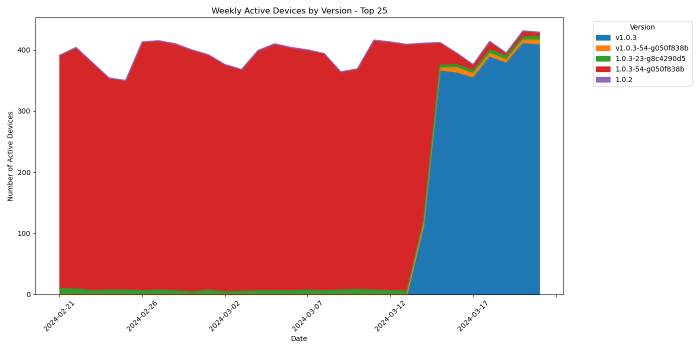 Weekly Active Devices by Version - Top 25
Version
v1.0.3
v1.0.3-54-g050f838b
1.0.3-23-g8c4290d5
1.0.3-54-g050f838b
1.0.2
Number of Active Devices
400
300
200
100
0
2024-02-21
2024-02-26
2024-03-02
2024-03-07
2024-03-12
2024-03-17
Date